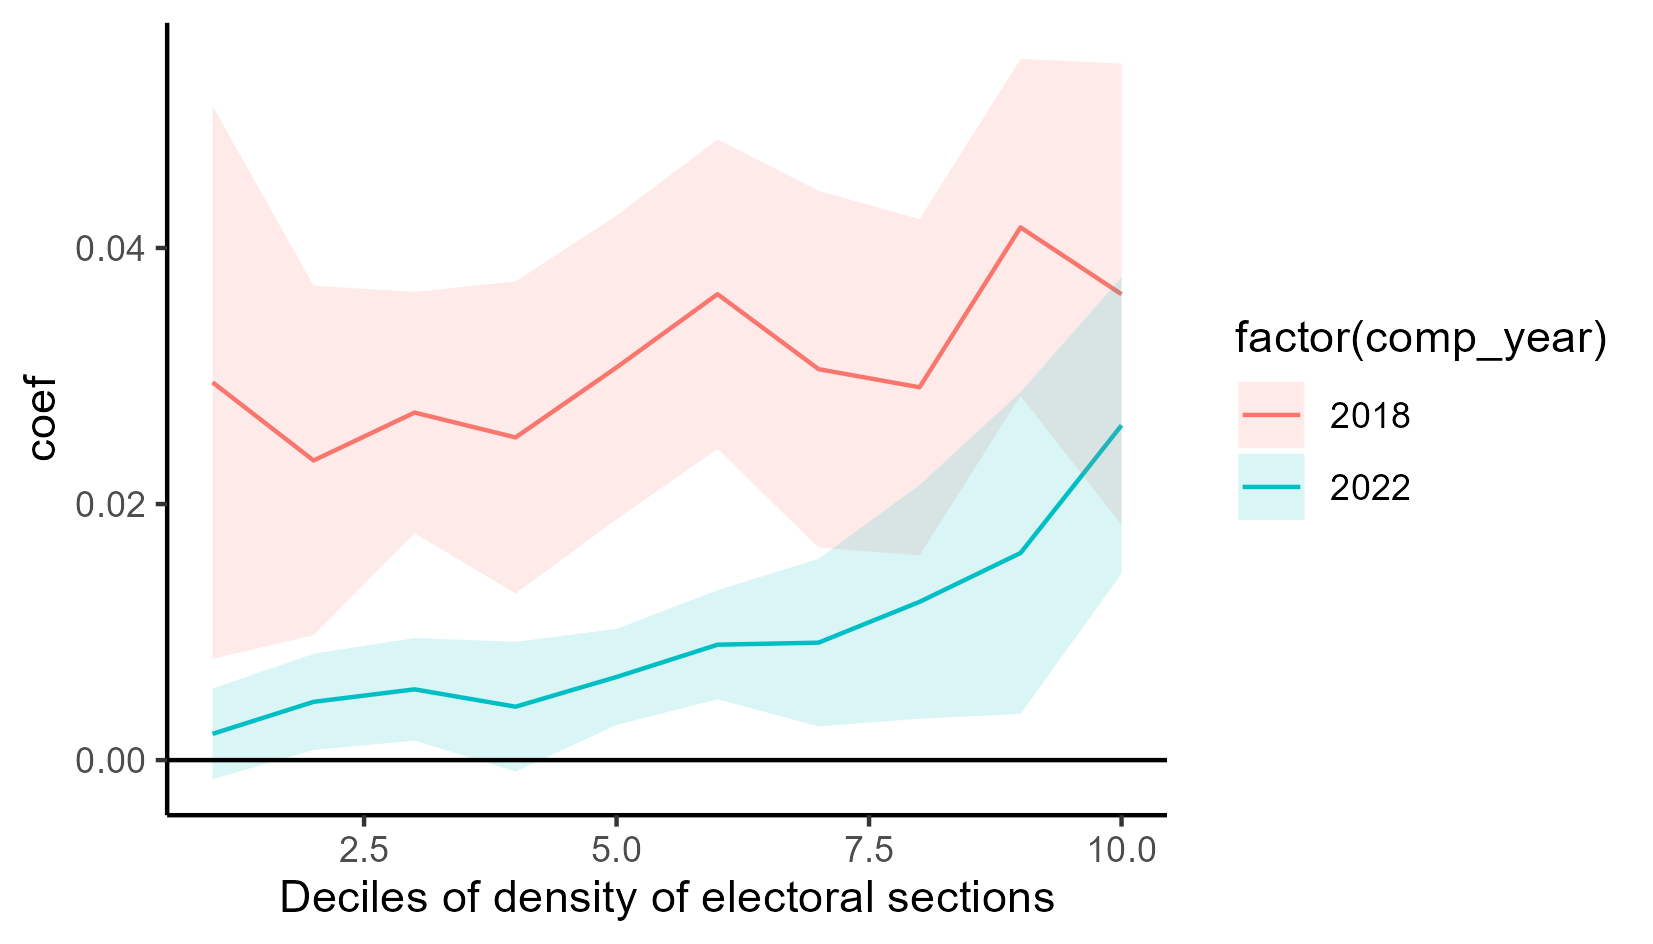 coef
0.04
0.02
0.00
2.5 5.0 7.5 10.0
Deciles of density of electoral sections
factor(comp_year)
2018
2022